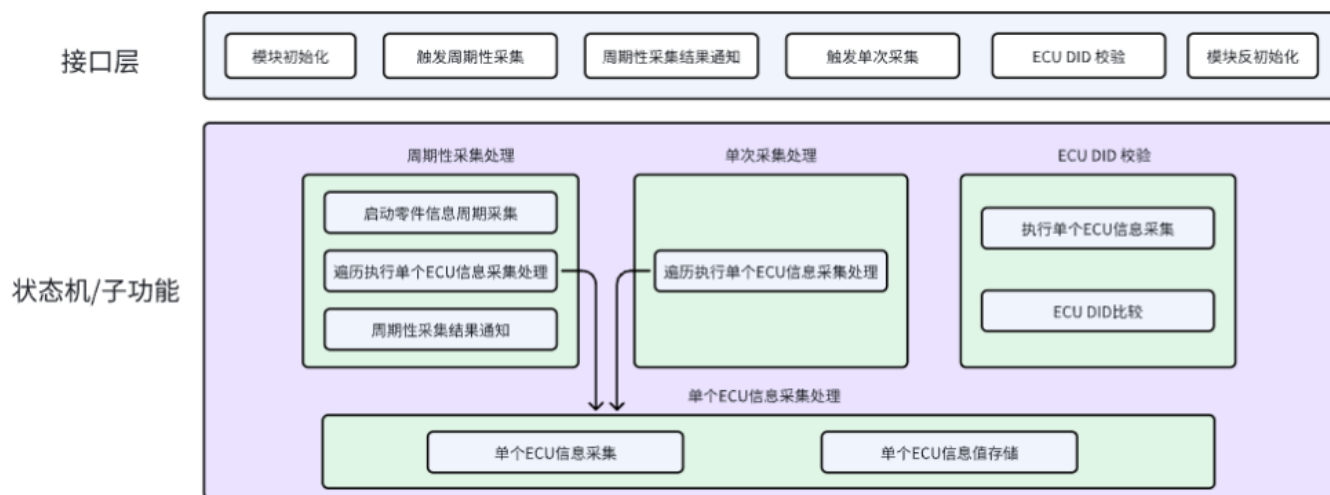 接口层
模块初始化
触发周期性采集
周期性采集结果通知
触发单次采集
ECU DID 校验
模块反初始化
状态机/子功能
周期性采集处理
启动零件信息周期采集
遍历执行单个ECU信息采集处理
周期性采集结果通知
单次采集处理
遍历执行单个ECU信息采集处理
ECU DID 校验
执行单个ECU信息采集
ECU DID比较
单个ECU信息采集处理
单个ECU信息采集
单个ECU信息值存储